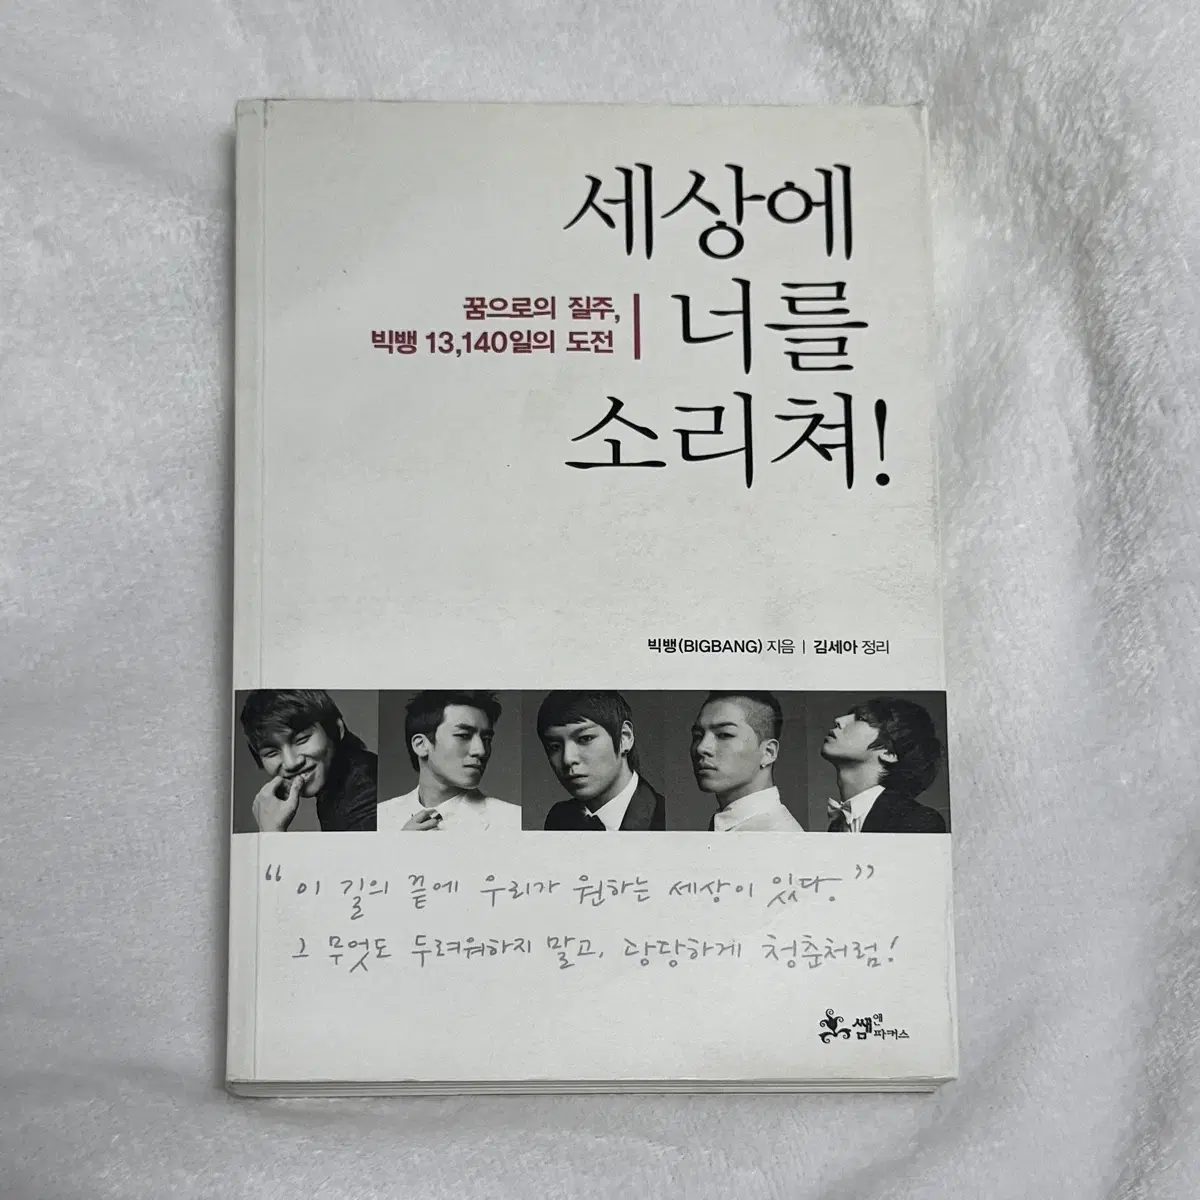 세상에
너를
소리쳐!
꿈으로의 질주,
빅뱅 13,140일의 도전
빅뱅(BIGBANG) 지음 | 김세아 정리
“이 길의 끝에 우리가 원하는 세상이 있다.”
그 무엇도 두려워하지 말고, 당당하게 청춘처럼!
쌤앤파커스